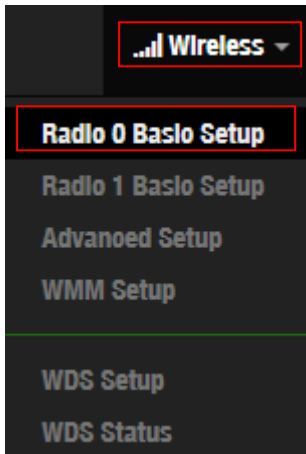 Wireless
Radio 0 Basic Setup
Radio 1 Basic Setup
Advanced Setup
WMM Setup
WDS Setup
WDS Status